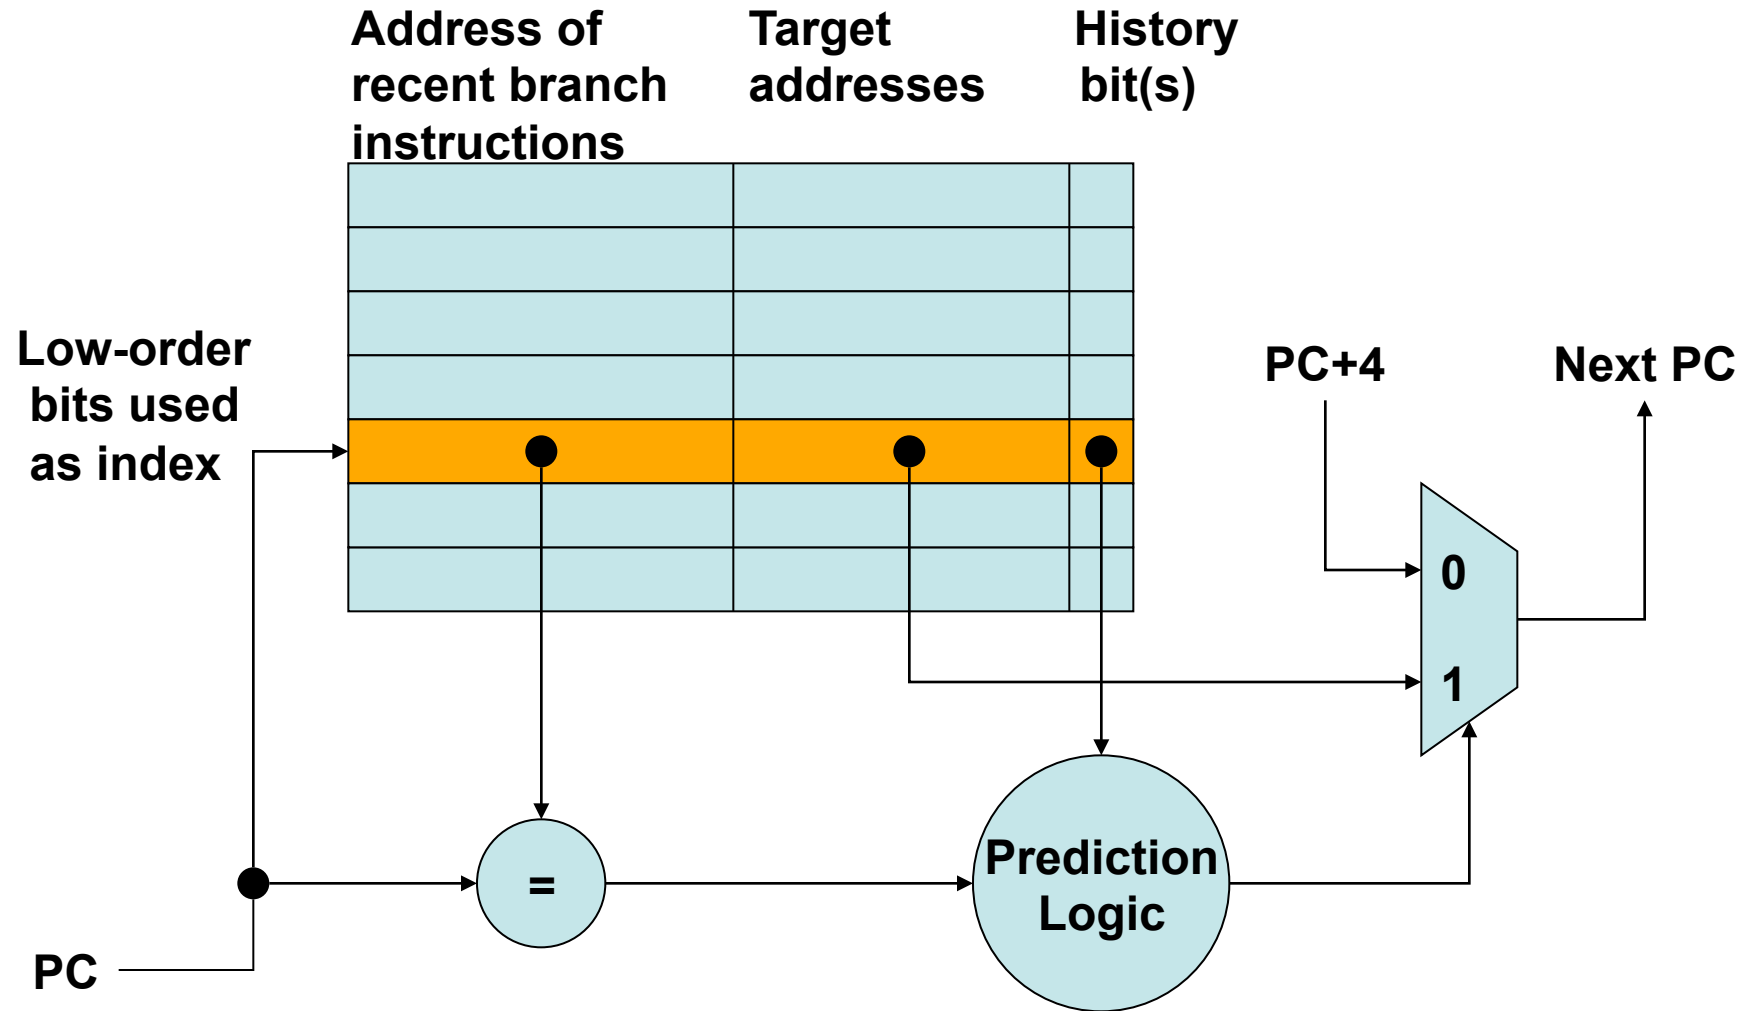 Address of
recent branch
instructions
Target
addresses
History
bit(s)
Low-order
bits used
as index
PC+4
Next PC
0
1
=
Prediction
Logic
PC